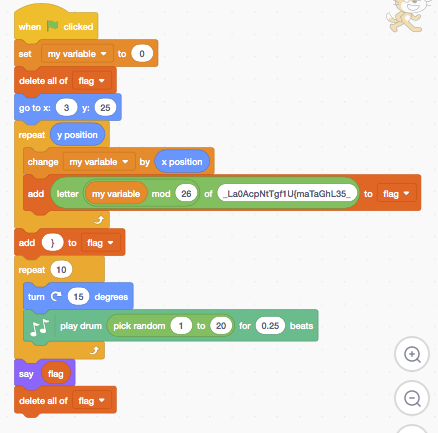 when clicked
set my variable to 0
delete all of flag
go to x: 3 y: 25
repeat y position
change my variable by x position
add letter my variable mod 26 of _La0AcpNtTgf1U{maTaGhL35_ to flag
add } to flag
repeat 10
turn 15 degrees
play drum pick random 1 to 20 for 0.25 beats
say flag
delete all of flag